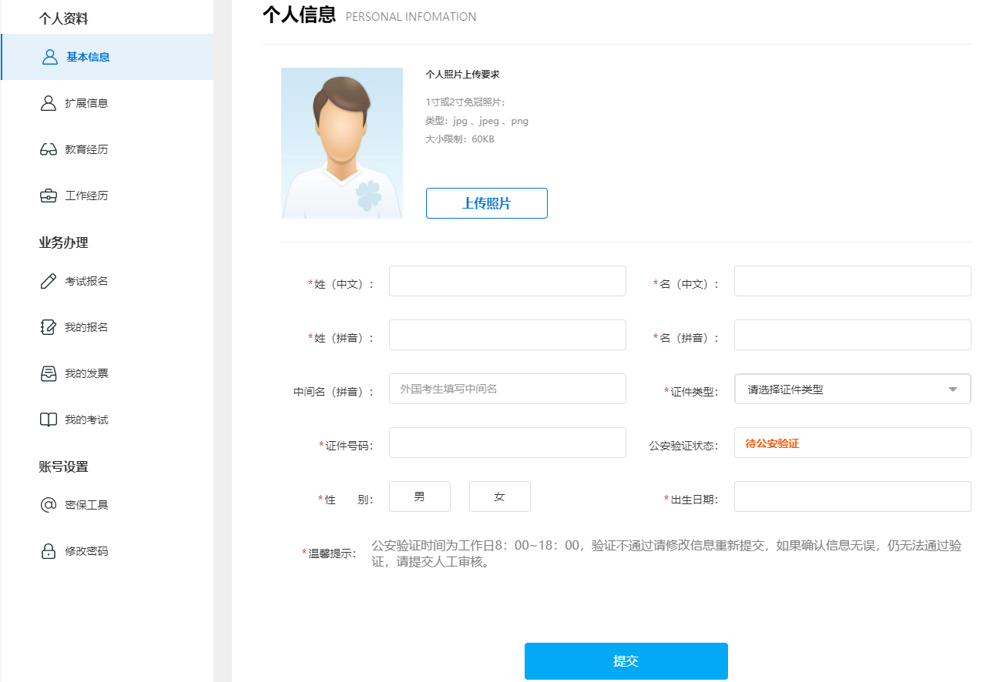 个人资料
基本信息
扩展信息
教育经历
工作经历
业务办理
考试报名
我的报名
我的发票
我的考试
账号设置
密保工具
修改密码
个人信息 PERSONAL INFOMATION
个人照片上传要求
1寸或2寸免冠照片;
类型：jpg 、jpeg 、png
大小限制：60KB
上传照片
*姓（中文）：
*名（中文）：
*姓（拼音）：
*名（拼音）：
中间名（拼音）： 外国考生填写中间名
*证件类型： 请选择证件类型
*证件号码：
公安验证状态： 待公安验证
*性 别： 男 女
*出生日期：
*温馨提示： 公安验证时间为工作日8：00~18：00，验证不通过请修改信息重新提交，如果确认信息无误，仍无法通过验
证，请提交人工审核。
提交